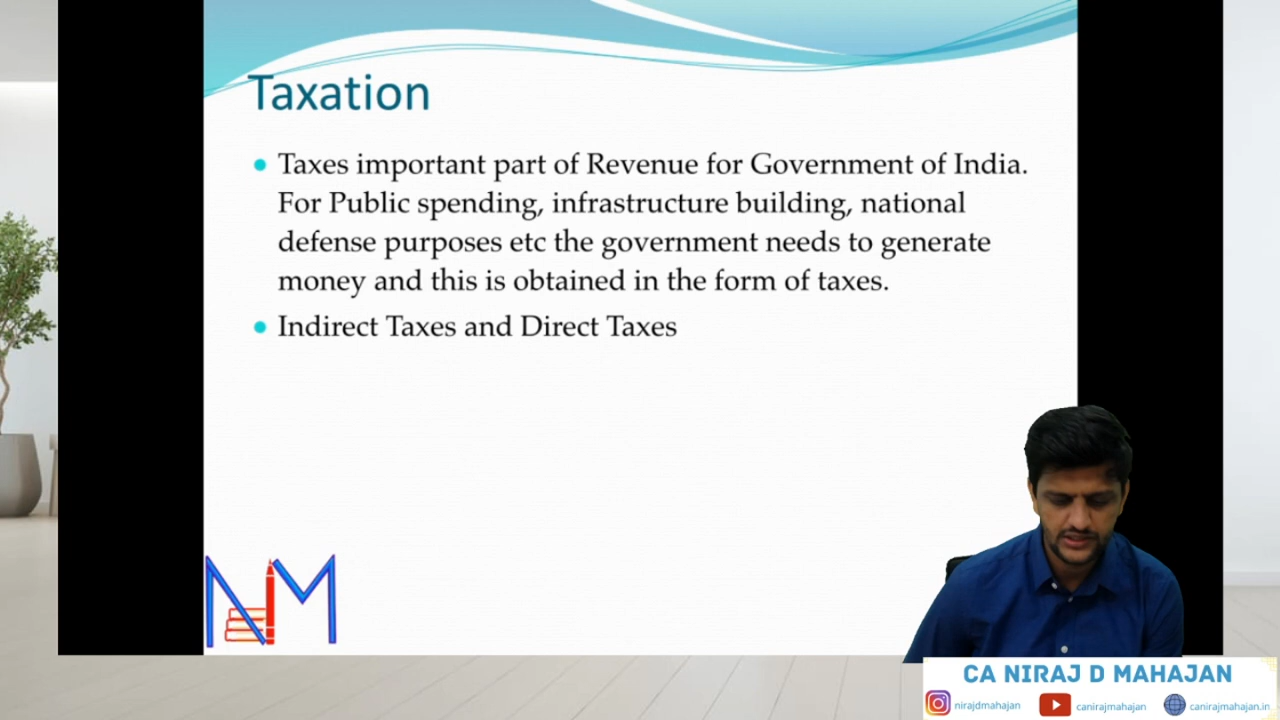 Taxation
Taxes important part of Revenue for Government of India.
For Public spending, infrastructure building, national
defense purposes etc the government needs to generate
money and this is obtained in the form of taxes.
Indirect Taxes and Direct Taxes
NM
CA NIRAJ D MAHAJAN
nirajdmahajan canirajmahajan canirajmahajan.in